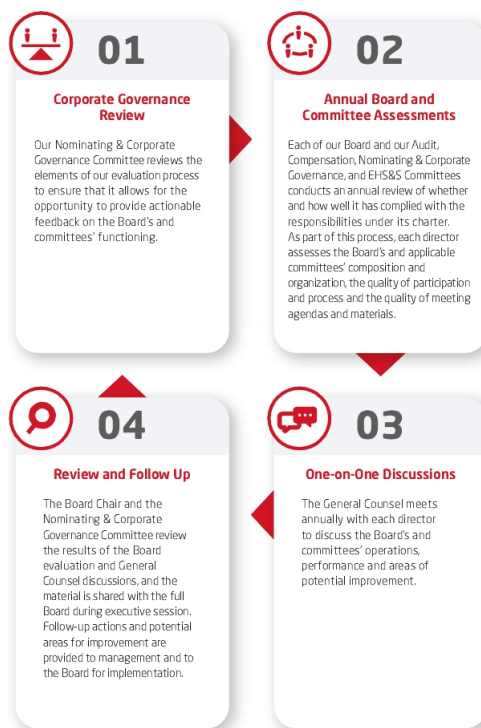 01
Corporate Governance
Review
Our Nominating & Corporate
Governance Committee reviews the
elements of our evaluation process
to ensure that it allows for the
opportunity to provide actionable
feedback on the Board's and
committees' functioning.
02
Annual Board and
Committee Assessments
Each of our Board and our Audit,
Compensation, Nominating & Corporate
Governance, and EHS&S Committees
conducts an annual review of whether
and how well it has complied with the
responsibilities under its charter.
As part of this process, each director
assesses the Board's and applicable
committees' composition and
organization, the quality of participation
and process and the quality of meeting
agendas and materials.
03
One-on-One Discussions
The General Counsel meets
annually with each director
to discuss the Board's and
committees' operations,
performance and areas of
potential improvement.
04
Review and Follow Up
The Board Chair and the
Nominating & Corporate
Governance Committee review
the results of the Board
evaluation and General
Counsel discussions, and the
material is shared with the full
Board during executive session.
Follow-up actions and potential
areas for improvement are
provided to management and to
the Board for implementation.